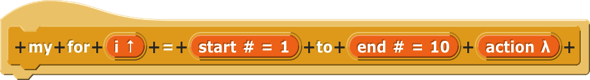 +my+for+ i ↑ +=+ start # = 1 +to+ end # = 10 + action λ +